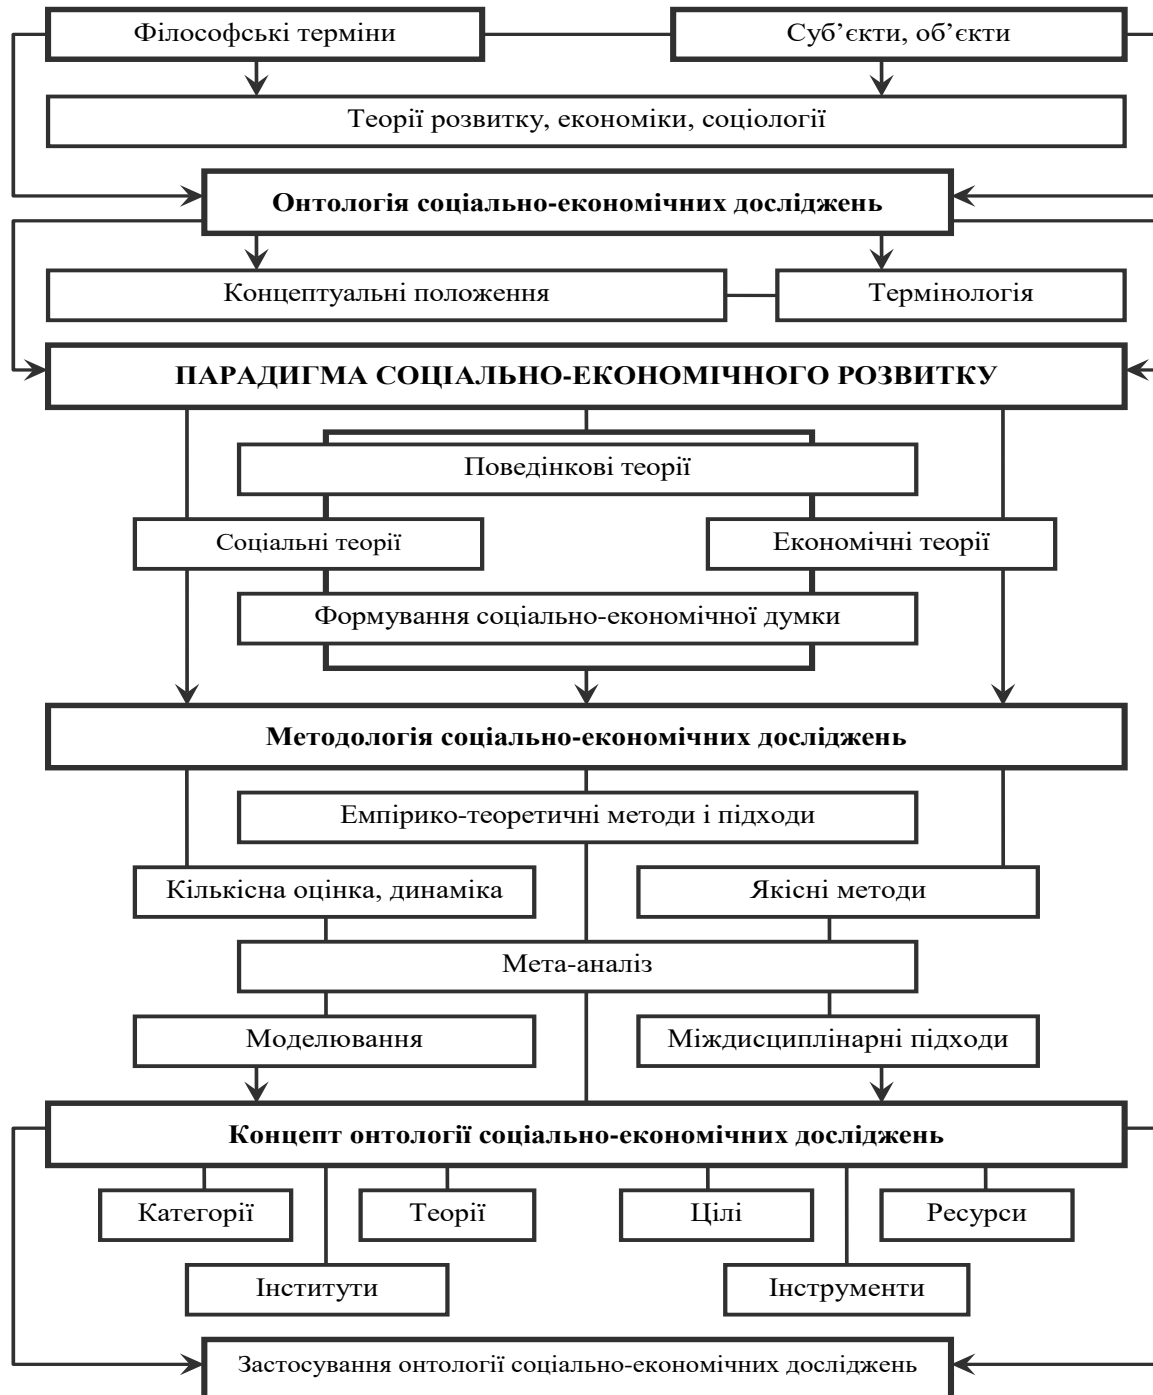 Філософські терміни
Суб’єкти, об’єкти
Теорії розвитку, економіки, соціології
Онтологія соціально-економічних досліджень
Концептуальні положення
Термінологія
ПАРАДИГМА СОЦІАЛЬНО-ЕКОНОМІЧНОГО РОЗВИТКУ
Поведінкові теорії
Соціальні теорії
Економічні теорії
Формування соціально-економічної думки
Методологія соціально-економічних досліджень
Емпірико-теоретичні методи і підходи
Кількісна оцінка, динаміка
Якісні методи
Мета-аналіз
Моделювання
Міждисциплінарні підходи
Концепт онтології соціально-економічних досліджень
Категорії
Теорії
Цілі
Ресурси
Інститути
Інструменти
Застосування онтології соціально-економічних досліджень